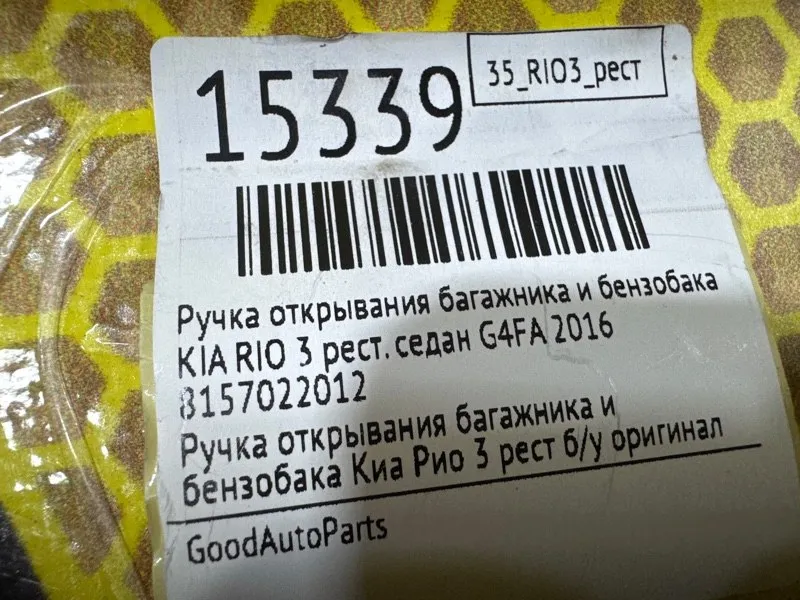 15339
35_RIO3_рест
Ручка открывания багажника и бензобака
KIA RIO 3 рест. седан G4FA 2016
8157022012
Ручка открывания багажника и
бензобака Киа Рио 3 рест б/у оригинал
GoodAutoParts